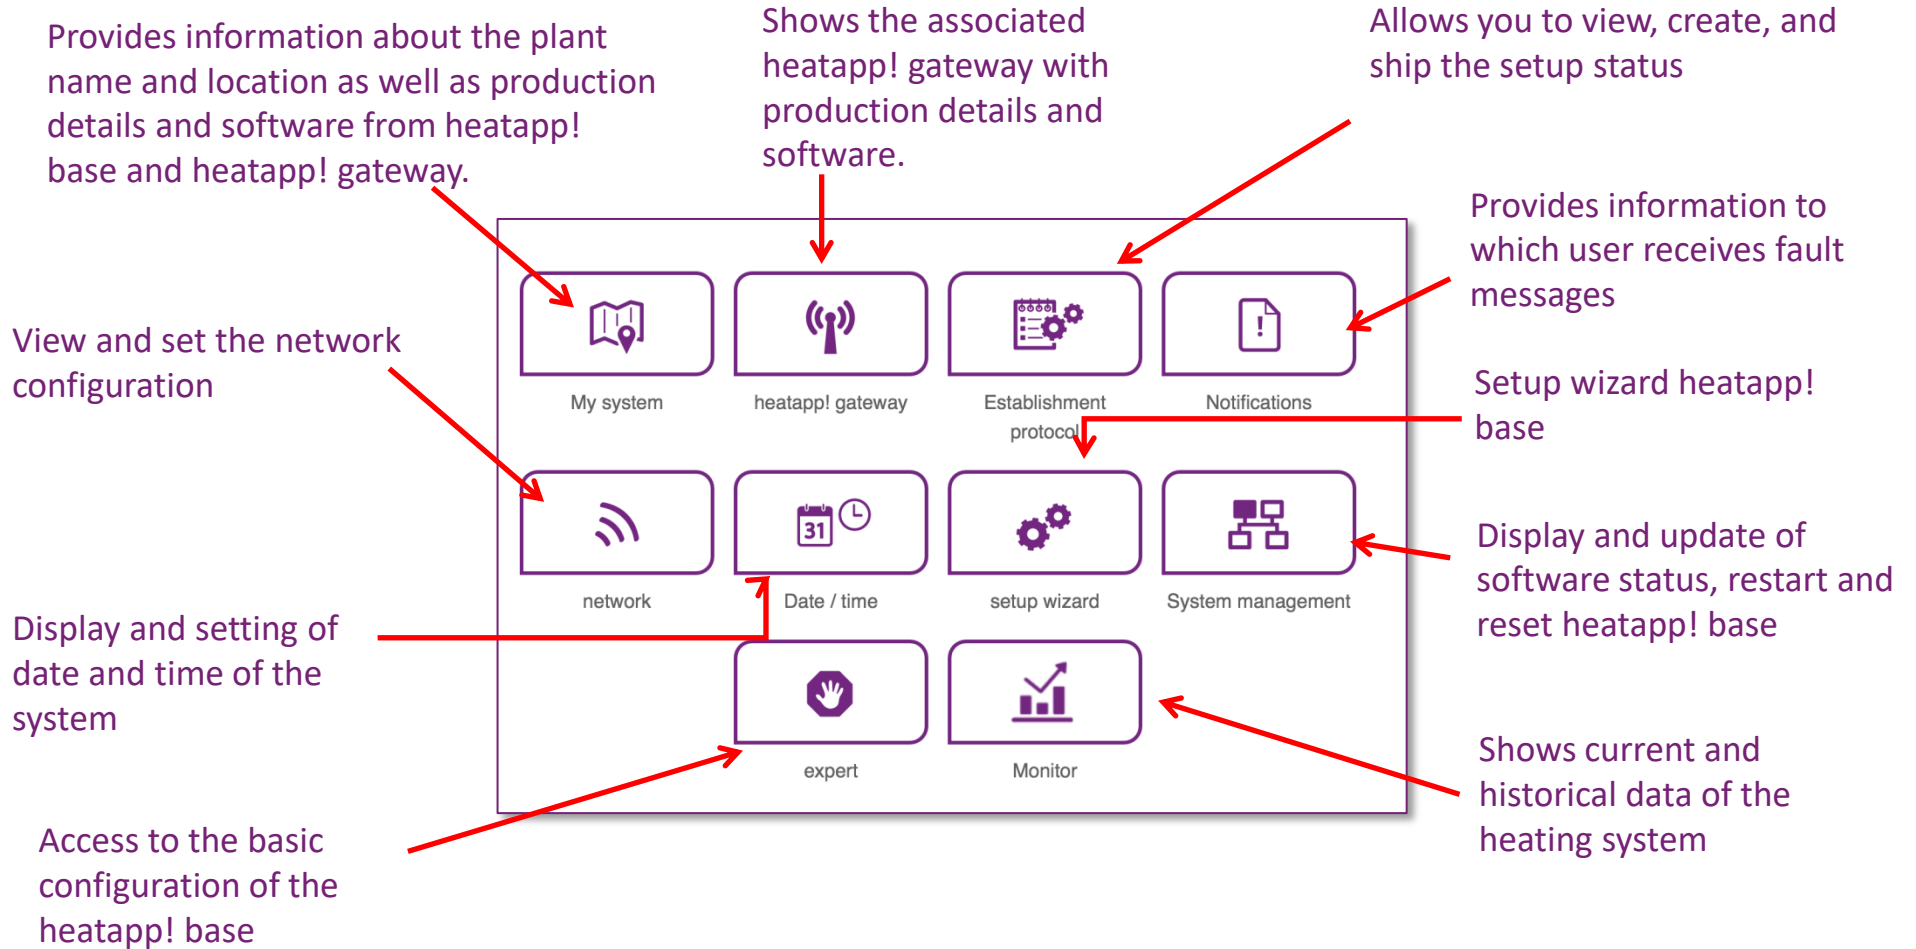 Provides information about the plant
name and location as well as production
details and software from heatapp!
base and heatapp! gateway.
Shows the associated
heatapp! gateway with
production details and
software.
Allows you to view, create, and
ship the setup status
Provides information to
which user receives fault
messages
View and set the network
configuration
My system
heatapp! gateway
Establishment
protocol
!
Notifications
Setup wizard heatapp!
base
31
network
Date / time
setup wizard
System management
Display and update of
software status, restart and
reset heatapp! base
Display and setting of
date and time of the
system
expert
Monitor
Shows current and
historical data of the
heating system
Access to the basic
configuration of the
heatapp! base